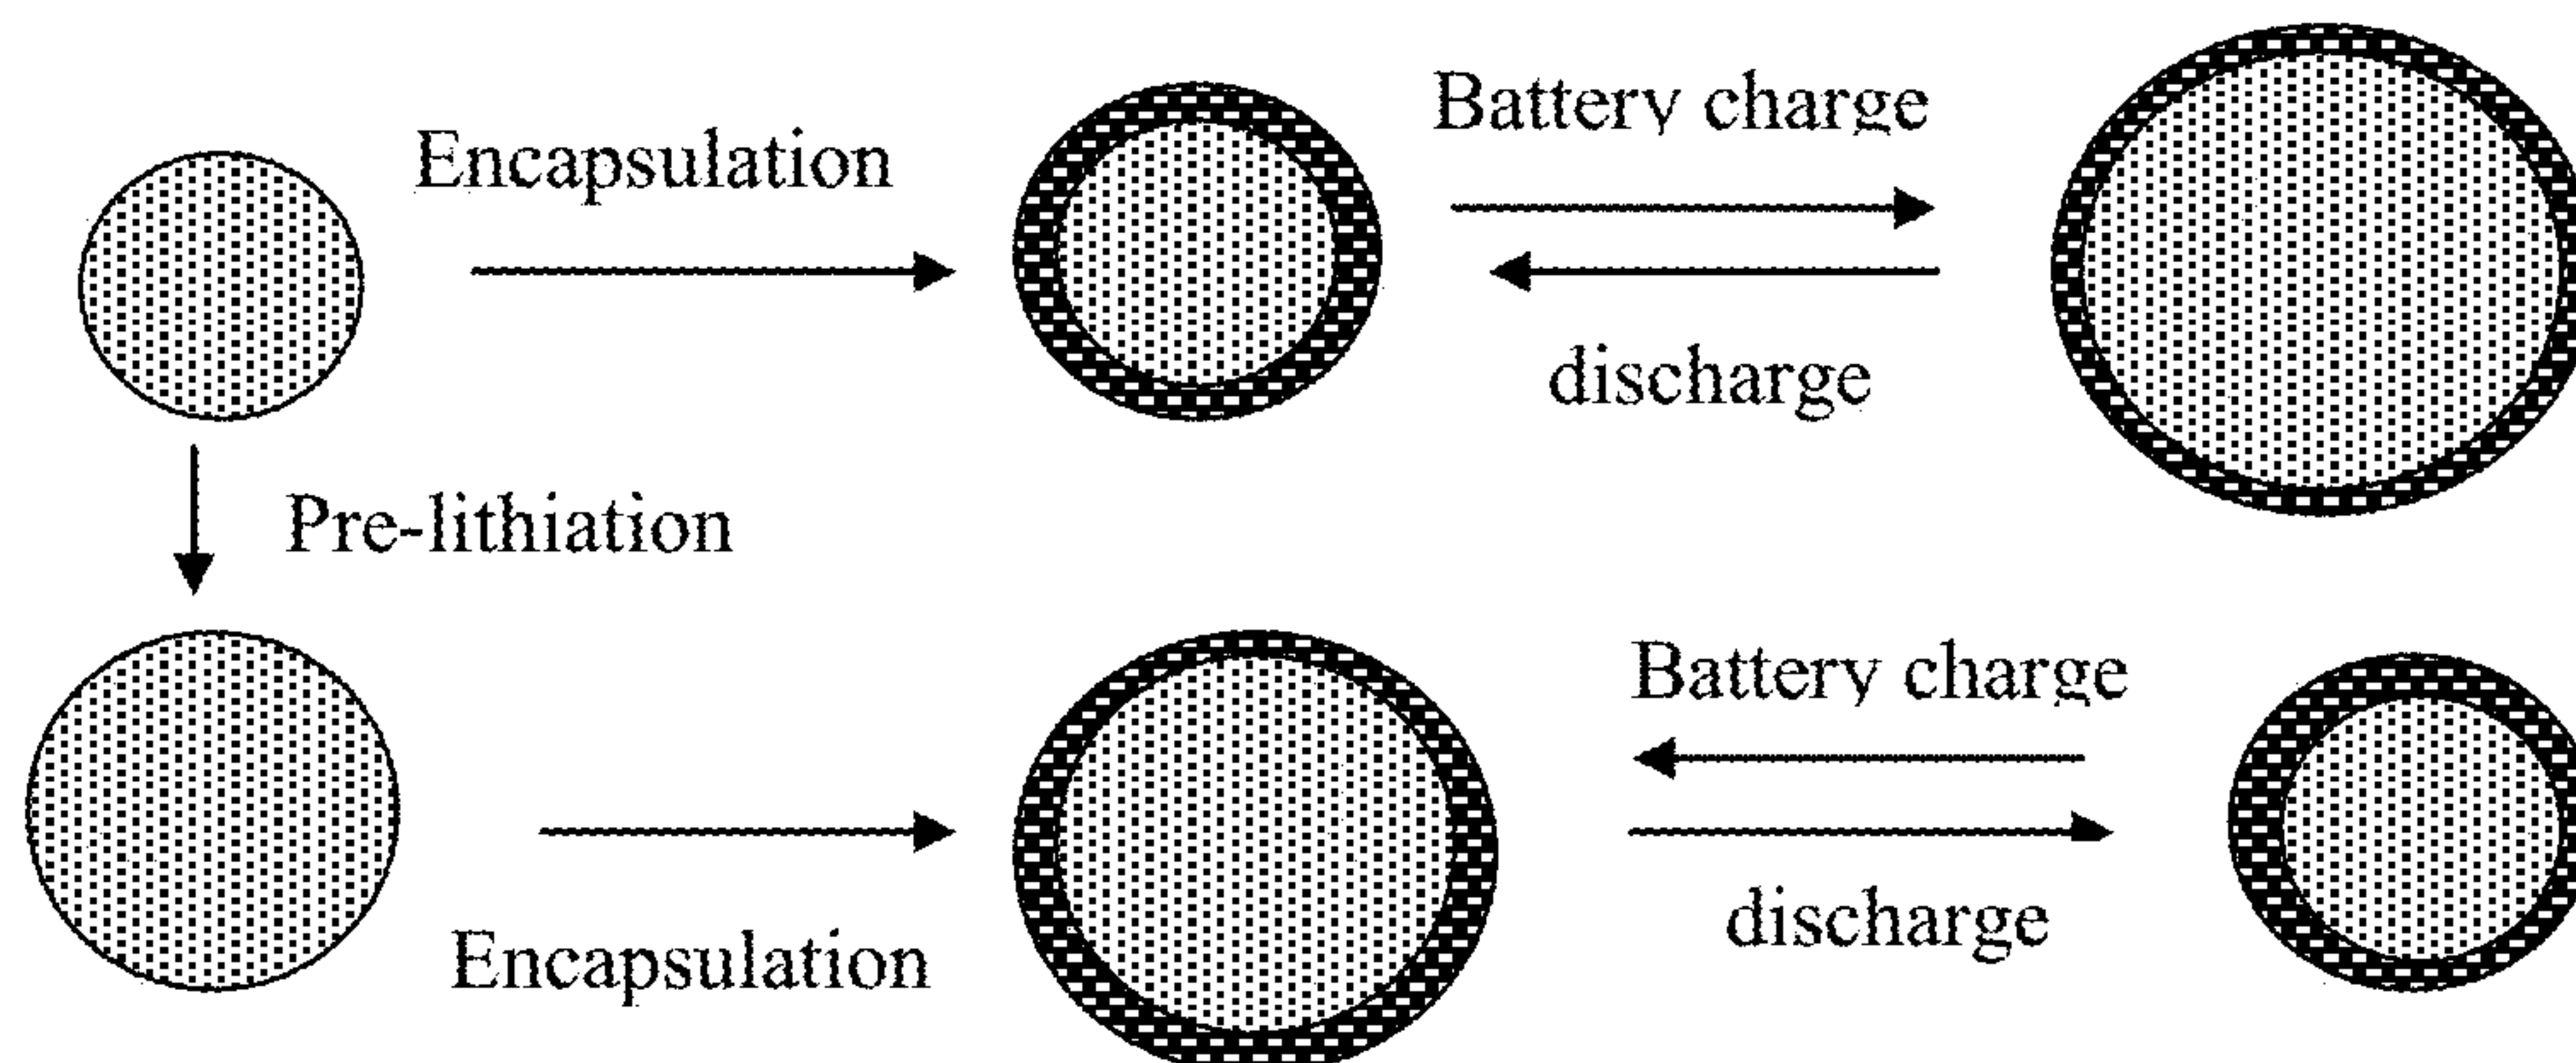 Encapsulation
Battery charge
discharge
Pre-lithiation
Encapsulation
Battery charge
discharge